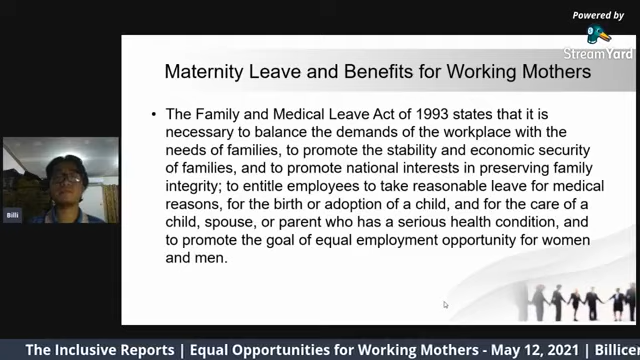 Powered by
StreamYard
Maternity Leave and Benefits for Working Mothers
• The Family and Medical Leave Act of 1993 states that it is
necessary to balance the demands of the workplace with the
needs of families, to promote the stability and economic security
of families, and to promote national interests in preserving family
integrity; to entitle employees to take reasonable leave for medical
reasons, for the birth or adoption of a child, and for the care of a
child, spouse, or parent who has a serious health condition, and
to promote the goal of equal employment opportunity for women
and men.
Billi
The Inclusive Reports | Equal Opportunities for Working Mothers - May 12, 2021 | Billicer